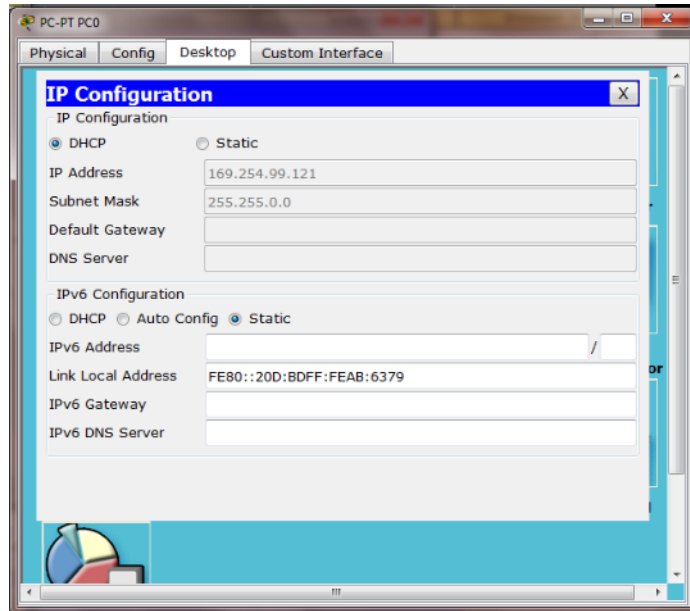 PC-PT PC0
Physical Config Desktop Custom Interface
IP Configuration X
IP Configuration
DHCP Static
IP Address 169.254.99.121
Subnet Mask 255.255.0.0
Default Gateway
DNS Server
IPv6 Configuration
DHCP Auto Config Static
IPv6 Address /
Link Local Address FE80::20D:BDFF:FEAB:6379
or
IPv6 Gateway
IPv6 DNS Server